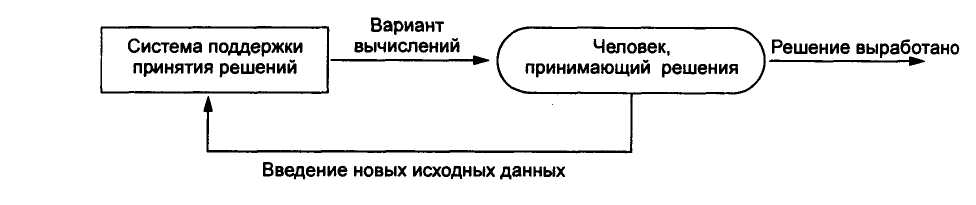 Система поддержки
принятия решений
Вариант
вычислений
Человек,
принимающий решения
Решение выработано
Введение новых исходных данных